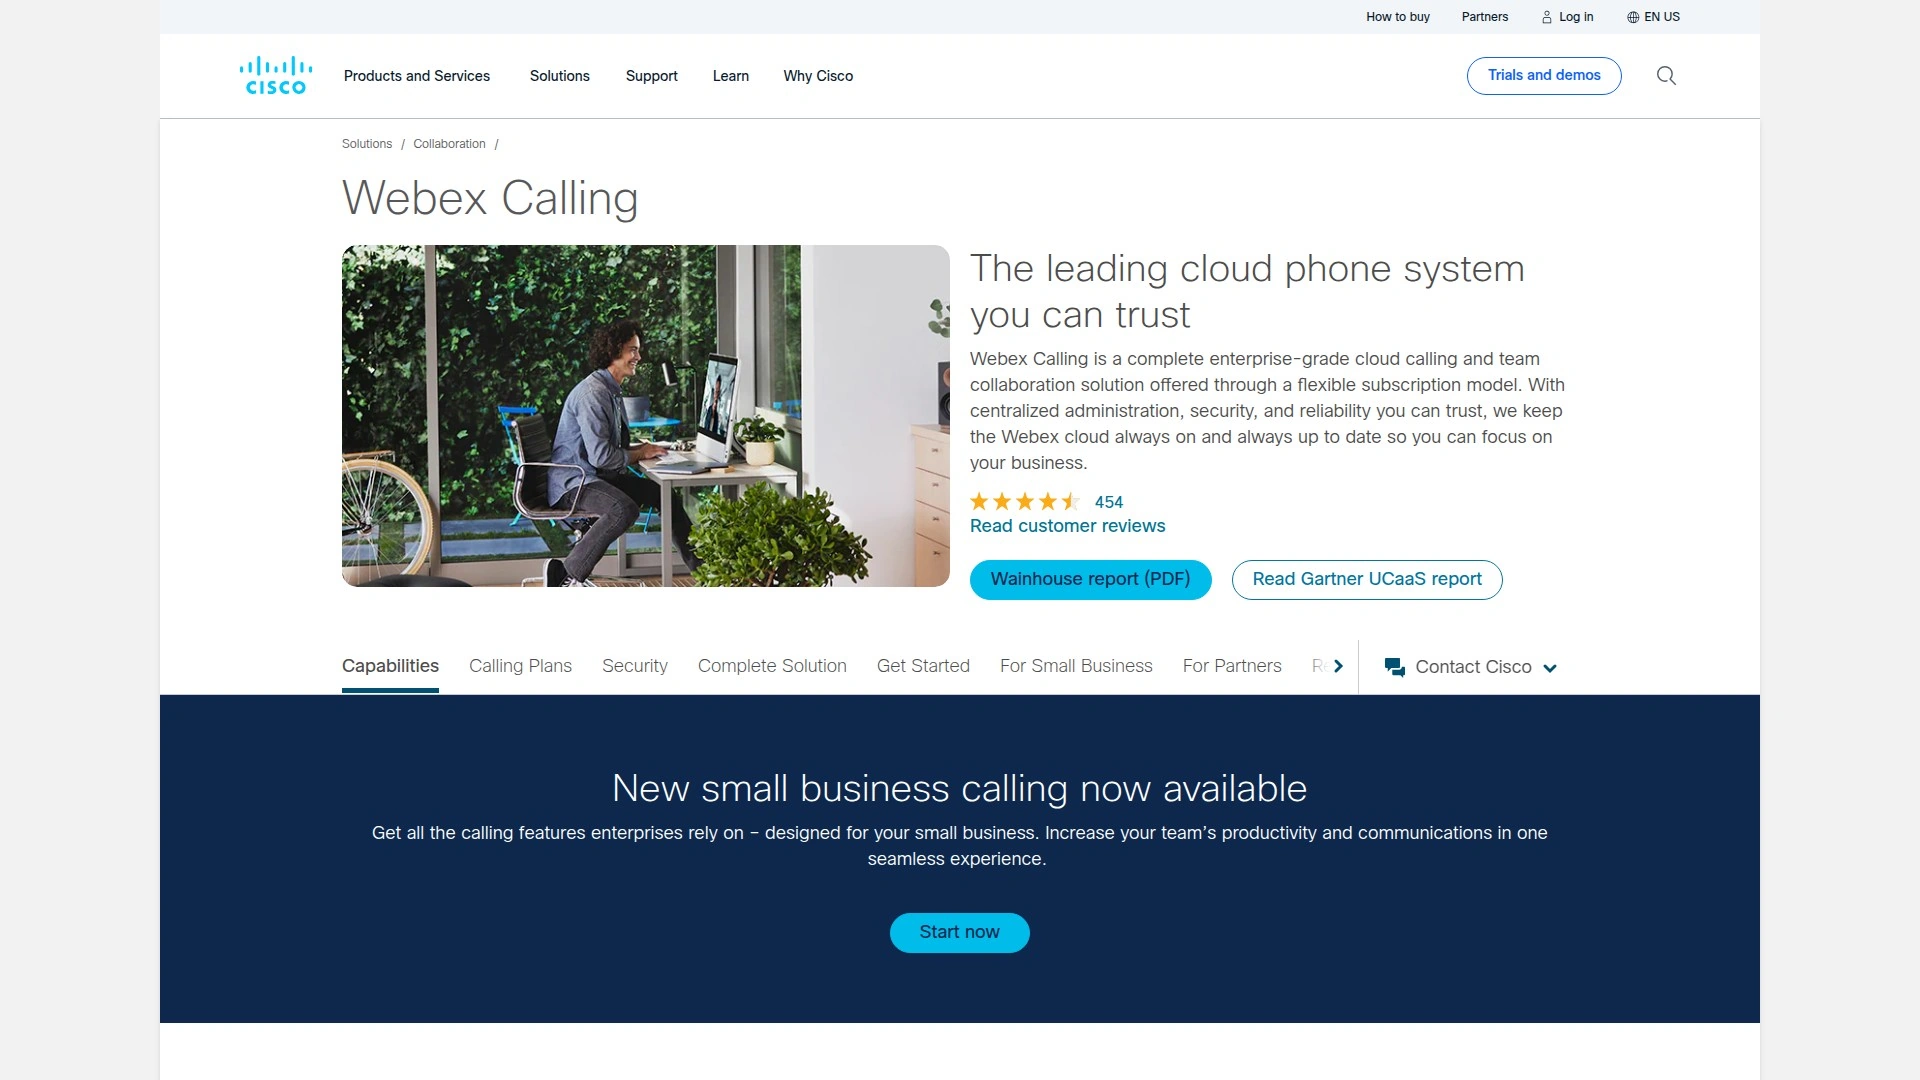 How to buy
Partners
Log in
EN US
CISCO
Products and Services
Solutions
Support
Learn
Why Cisco
Trials and demos
Solutions / Collaboration /
Webex Calling
The leading cloud phone system
you can trust
Webex Calling is a complete enterprise-grade cloud calling and team
collaboration solution offered through a flexible subscription model. With
centralized administration, security, and reliability you can trust, we keep
the Webex cloud always on and always up to date so you can focus on
your business.
454
Read customer reviews
Wainhouse report (PDF)
Read Gartner UCaaS report
Capabilities
Calling Plans
Security
Complete Solution
Get Started
For Small Business
For Partners
Contact Cisco
New small business calling now available
Get all the calling features enterprises rely on – designed for your small business. Increase your team's productivity and communications in one
seamless experience.
Start now